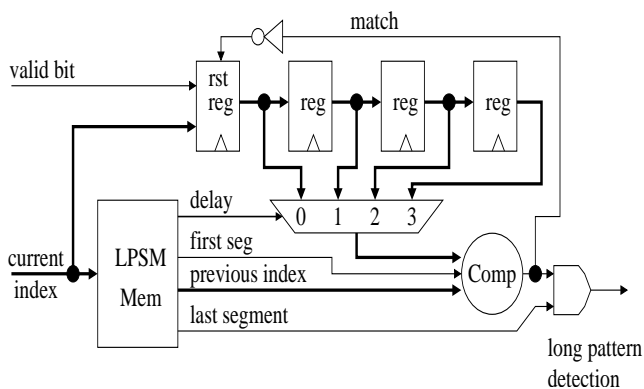 match
valid bit
rst
reg
reg
reg
reg
delay
0 1 2 3
current
index
LPSM
Mem
first seg
previous index
last segment
Comp
long pattern
detection